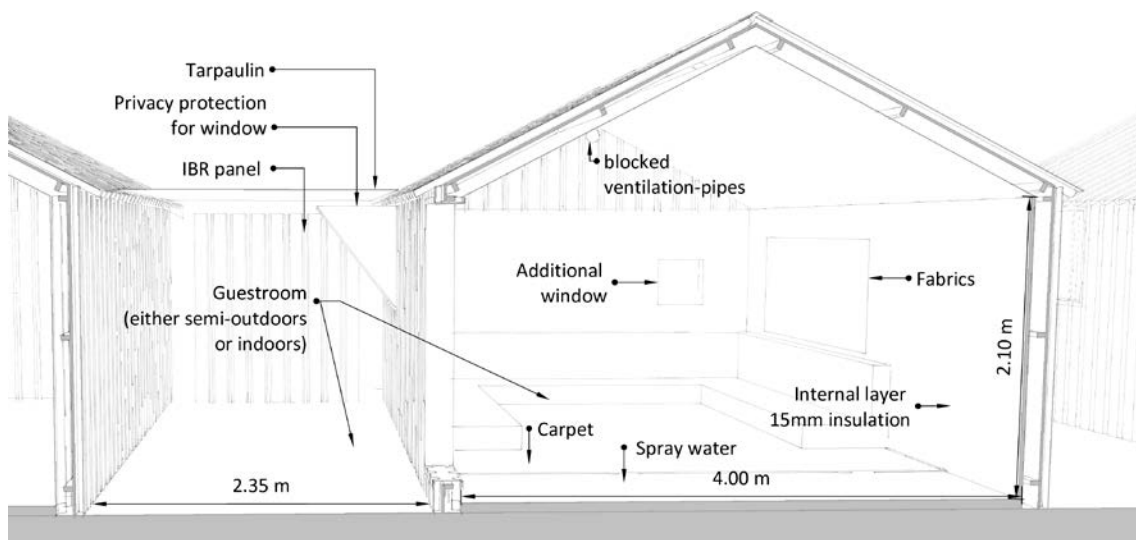 Tarpaulin
Privacy protection
for window
IBR panel
blocked
ventilation-pipes
Additional
window
Fabrics
Guestroom
(either semi-outdoors
or indoors)
2.10 m
Internal layer
15mm insulation
Carpet
Spray water
2.35 m
4.00 m